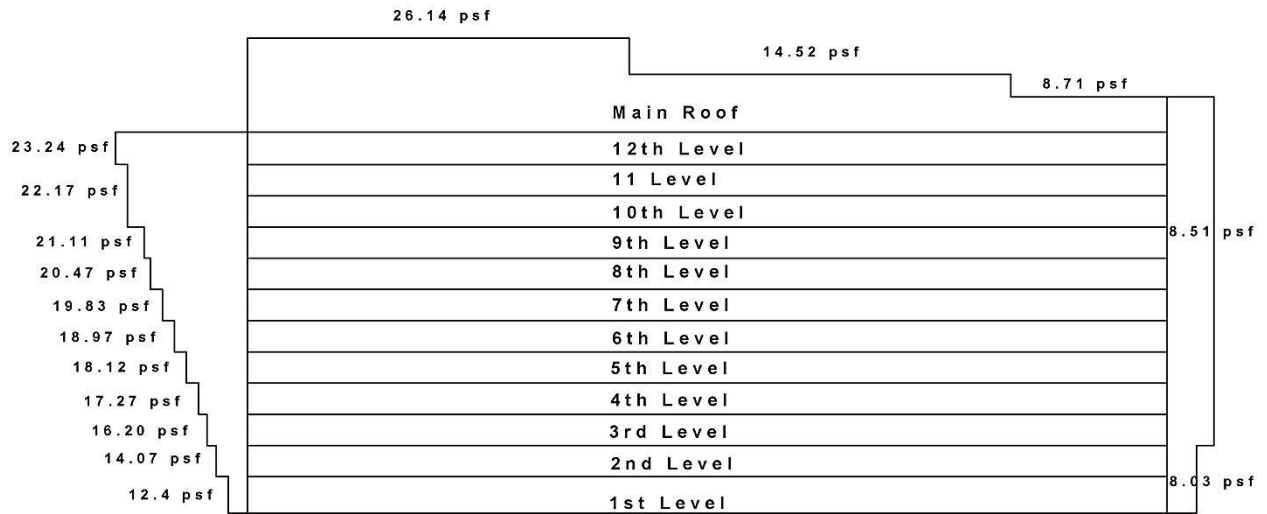 26.14 psf
14.52 psf
8.71 psf
Main Roof
23.24 psf
12th Level
22.17 psf
11 Level
10th Level
21.11 psf
9th Level
8.51 psf
20.47 psf
8th Level
19.83 psf
7th Level
18.97 psf
6th Level
18.12 psf
5th Level
17.27 psf
4th Level
16.20 psf
3rd Level
14.07 psf
2nd Level
12.4 psf
8.03 psf
1st Level